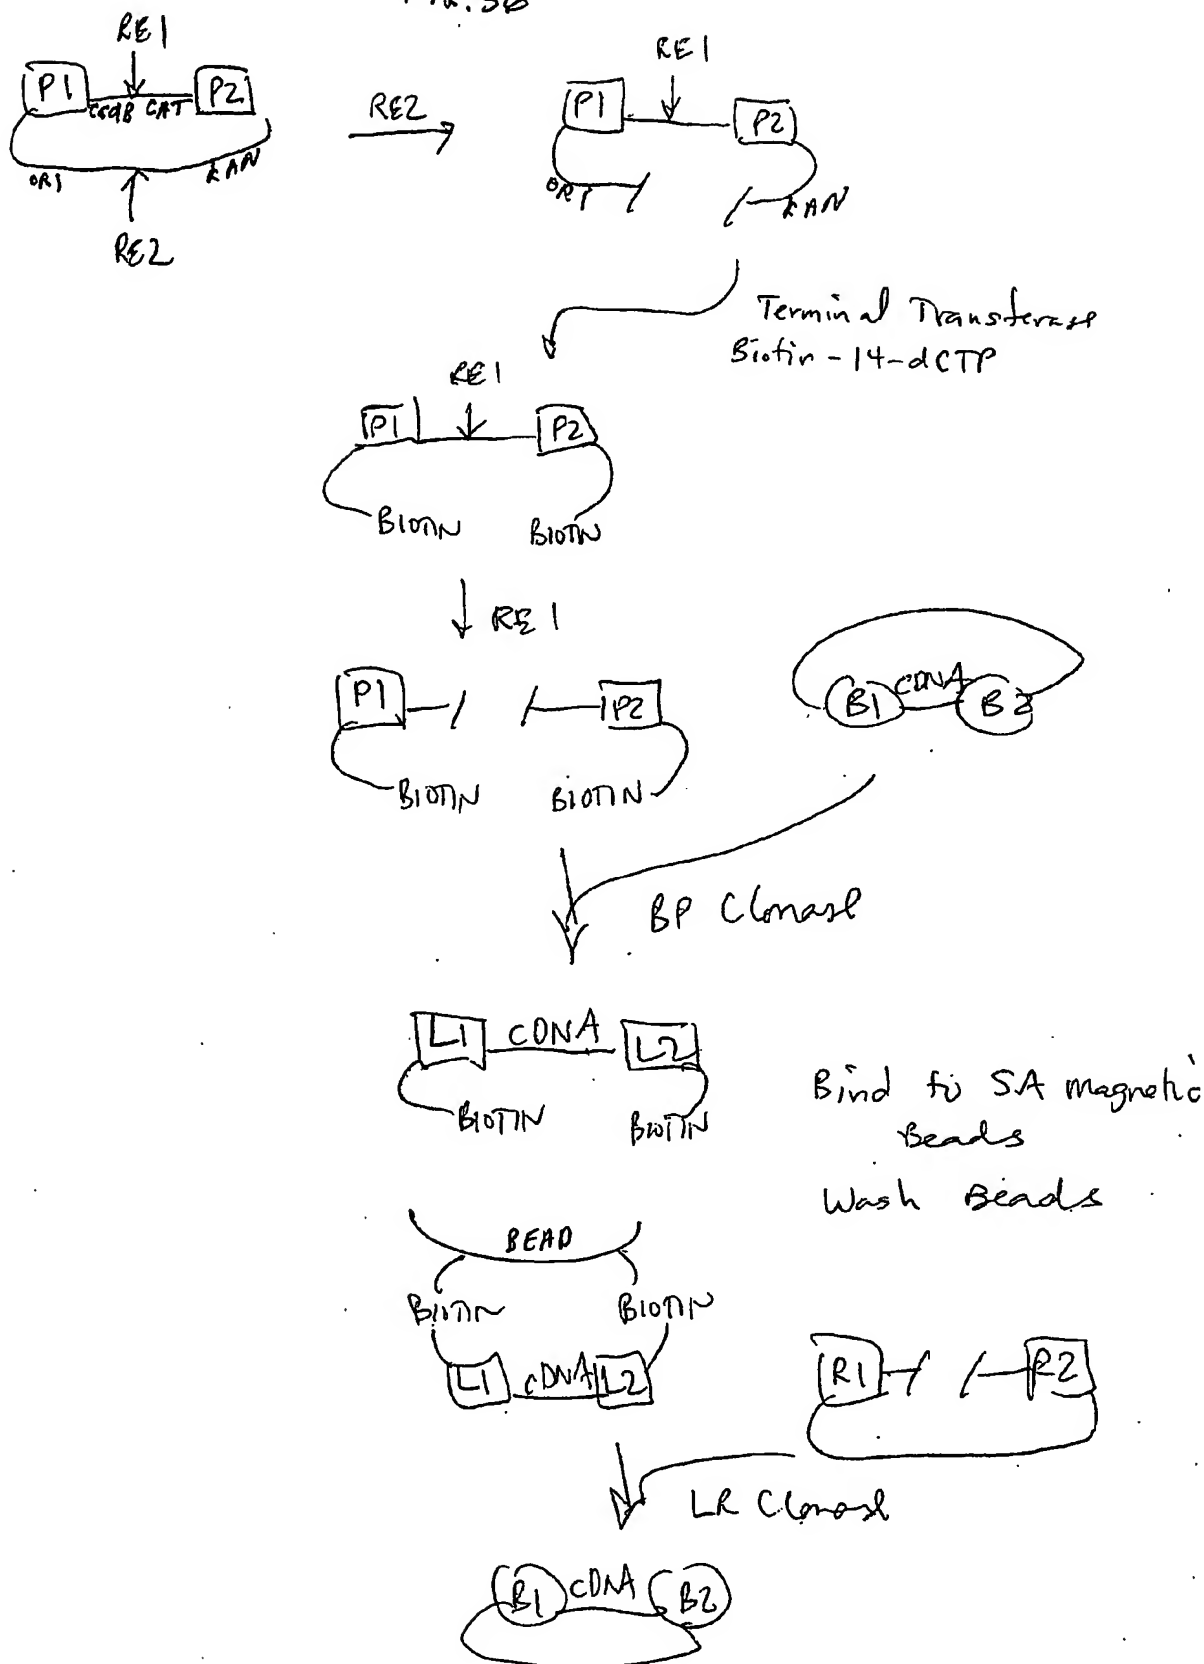 FIG. 3B
RE1
P1
P2
ccdB CAT
ORI
KAN
RE2
RE2
RE1
P1
P2
ORI
KAN
Terminal Transferase
Biotin-14-dCTP
RE1
P1
P2
BIOTIN BIOTIN
RE1
P1
P2
BIOTIN BIOTIN
B1 cDNA B2
BP Clonase
L1 cDNA L2
BIOTIN BIOTIN
Bind to SA magnetic
Beads
Wash Beads
BEAD
BIOTIN BIOTIN
L1 cDNA L2
R1 R2
LR Clonase
B1 cDNA B2